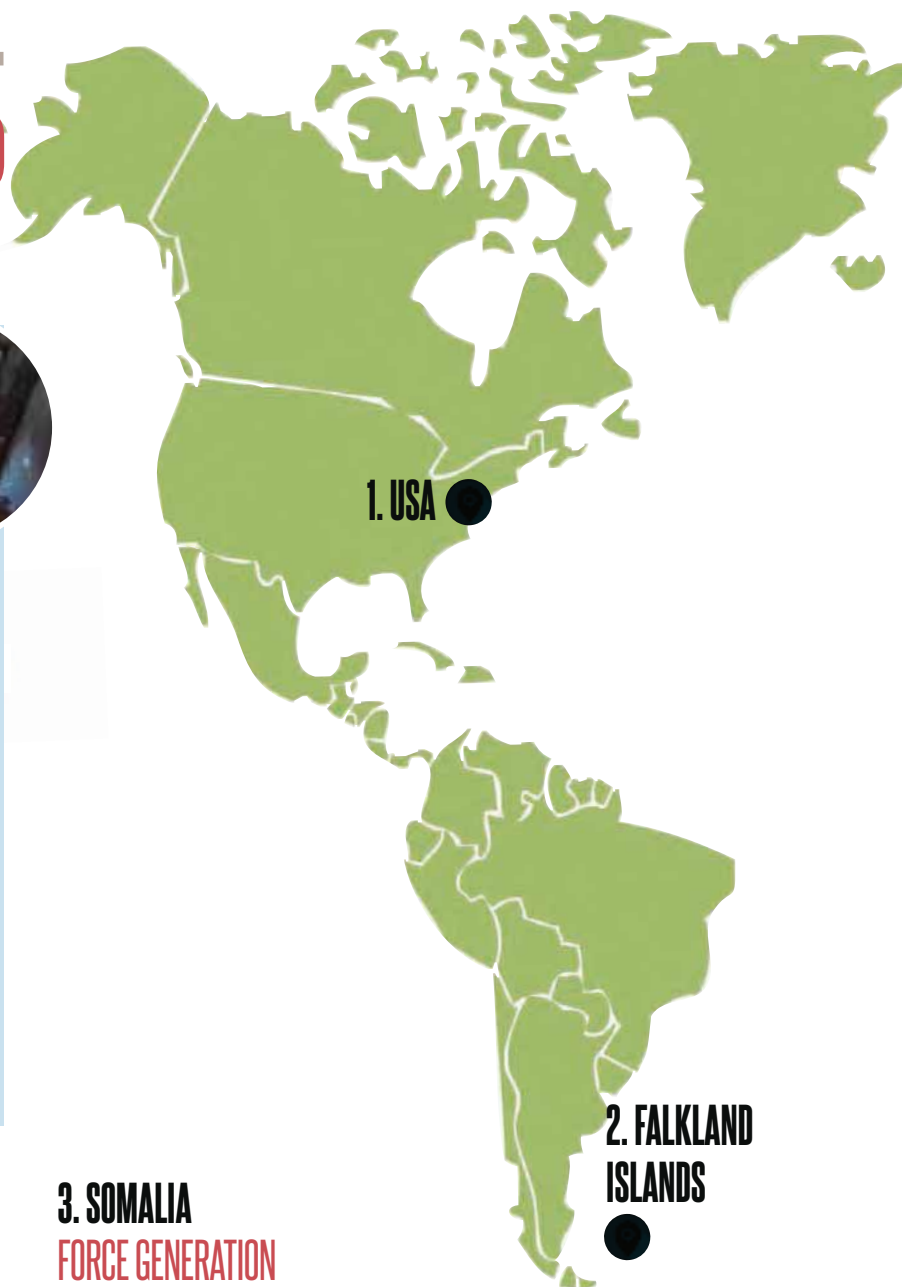 1. USA
2. FALKLAND
ISLANDS
3. SOMALIA
FORCE GENERATION